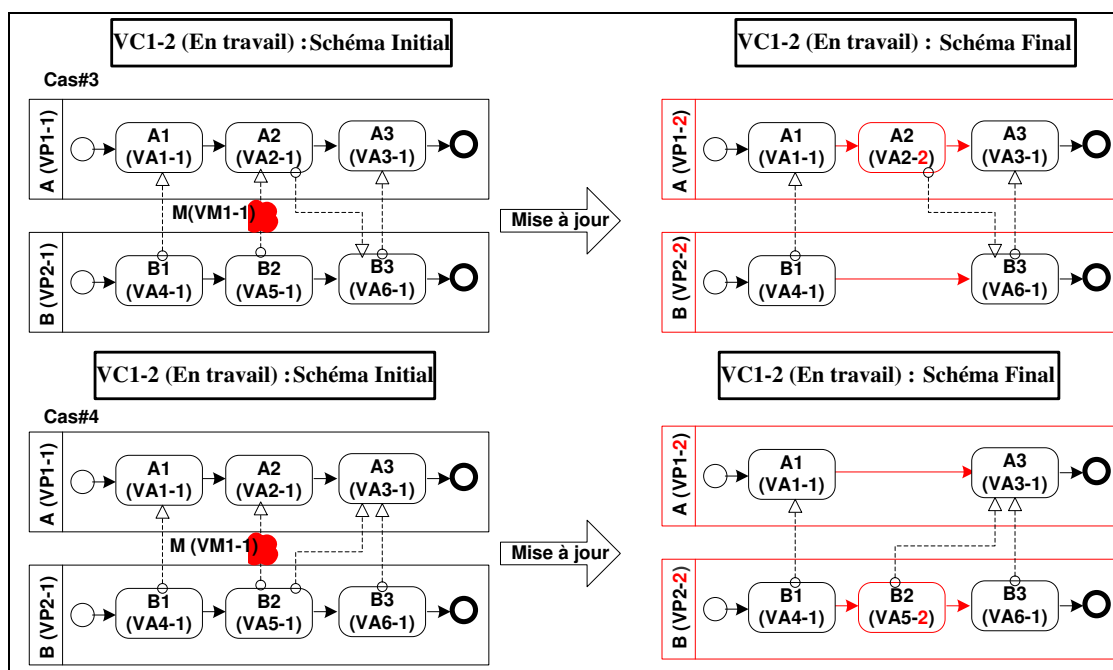 VC1-2 (En travail) : Schéma Initial
VC1-2 (En travail) : Schéma Final
Cas#3
A (VP1-1)
A1
(VA1-1)
A2
(VA2-1)
A3
(VA3-1)
M(VM1-1)
B (VP2-1)
B1
(VA4-1)
B2
(VA5-1)
B3
(VA6-1)
Mise à jour
A (VP1-2)
A1
(VA1-1)
A2
(VA2-2)
A3
(VA3-1)
B (VP2-2)
B1
(VA4-1)
B3
(VA6-1)
VC1-2 (En travail) : Schéma Initial
VC1-2 (En travail) : Schéma Final
Cas#4
A (VP1-1)
A1
(VA1-1)
A2
(VA2-1)
A3
(VA3-1)
M (VM1-1)
B (VP2-1)
B1
(VA4-1)
B2
(VA5-1)
B3
(VA6-1)
Mise à jour
A (VP1-2)
A1
(VA1-1)
A3
(VA3-1)
B (VP2-2)
B1
(VA4-1)
B2
(VA5-2)
B3
(VA6-1)